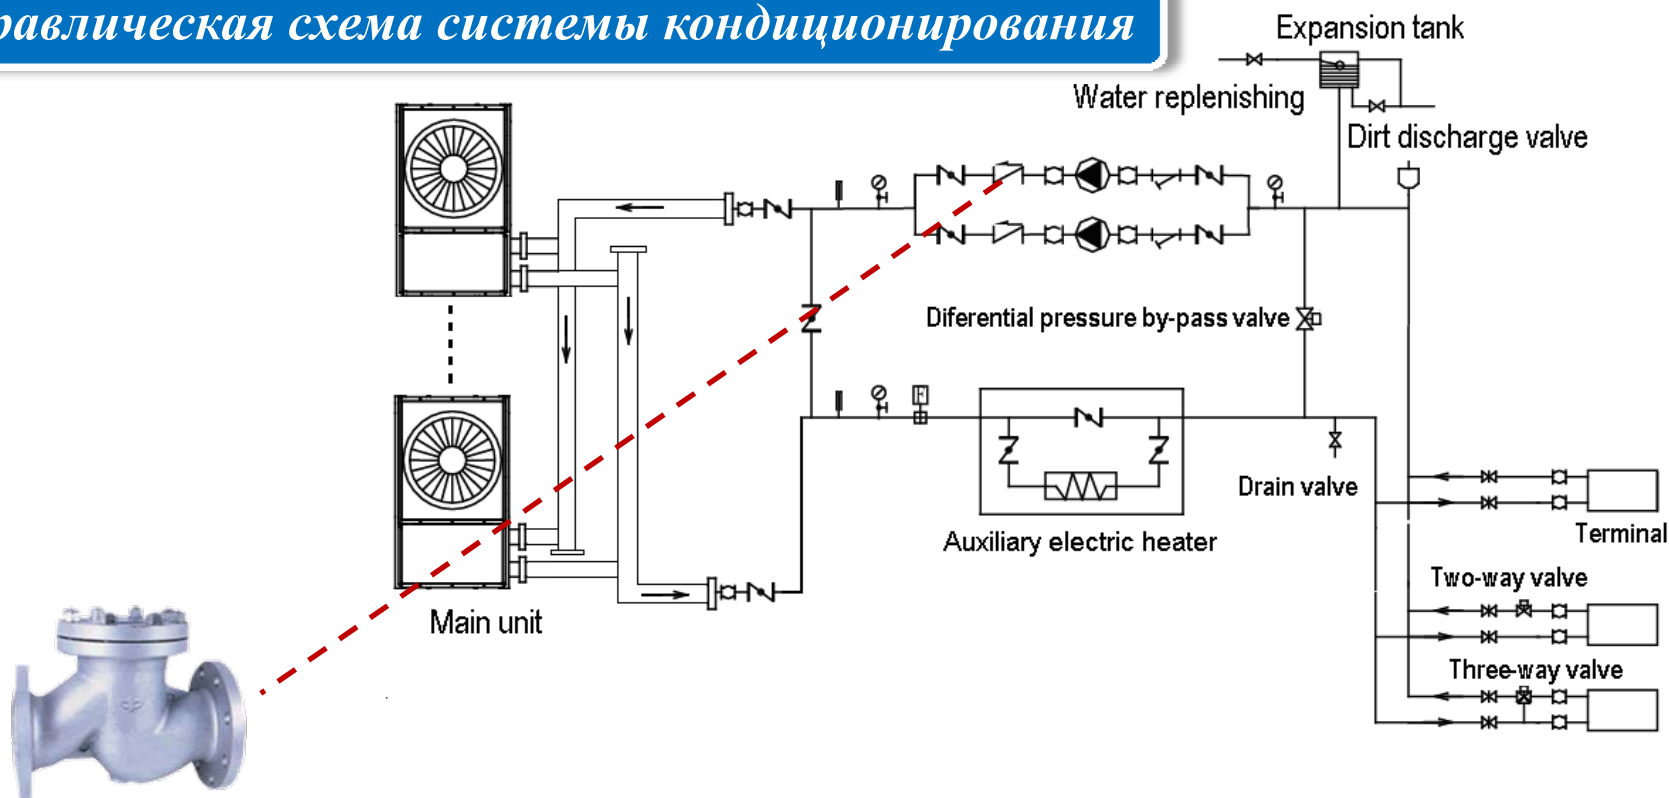 схема системы кондиционирования
Expansion tank
Water replenishing
Dirt discharge valve
Diferential pressure by-pass valve
Drain valve
Auxiliary electric heater
Terminal
Two-way valve
Main unit
Three-way valve